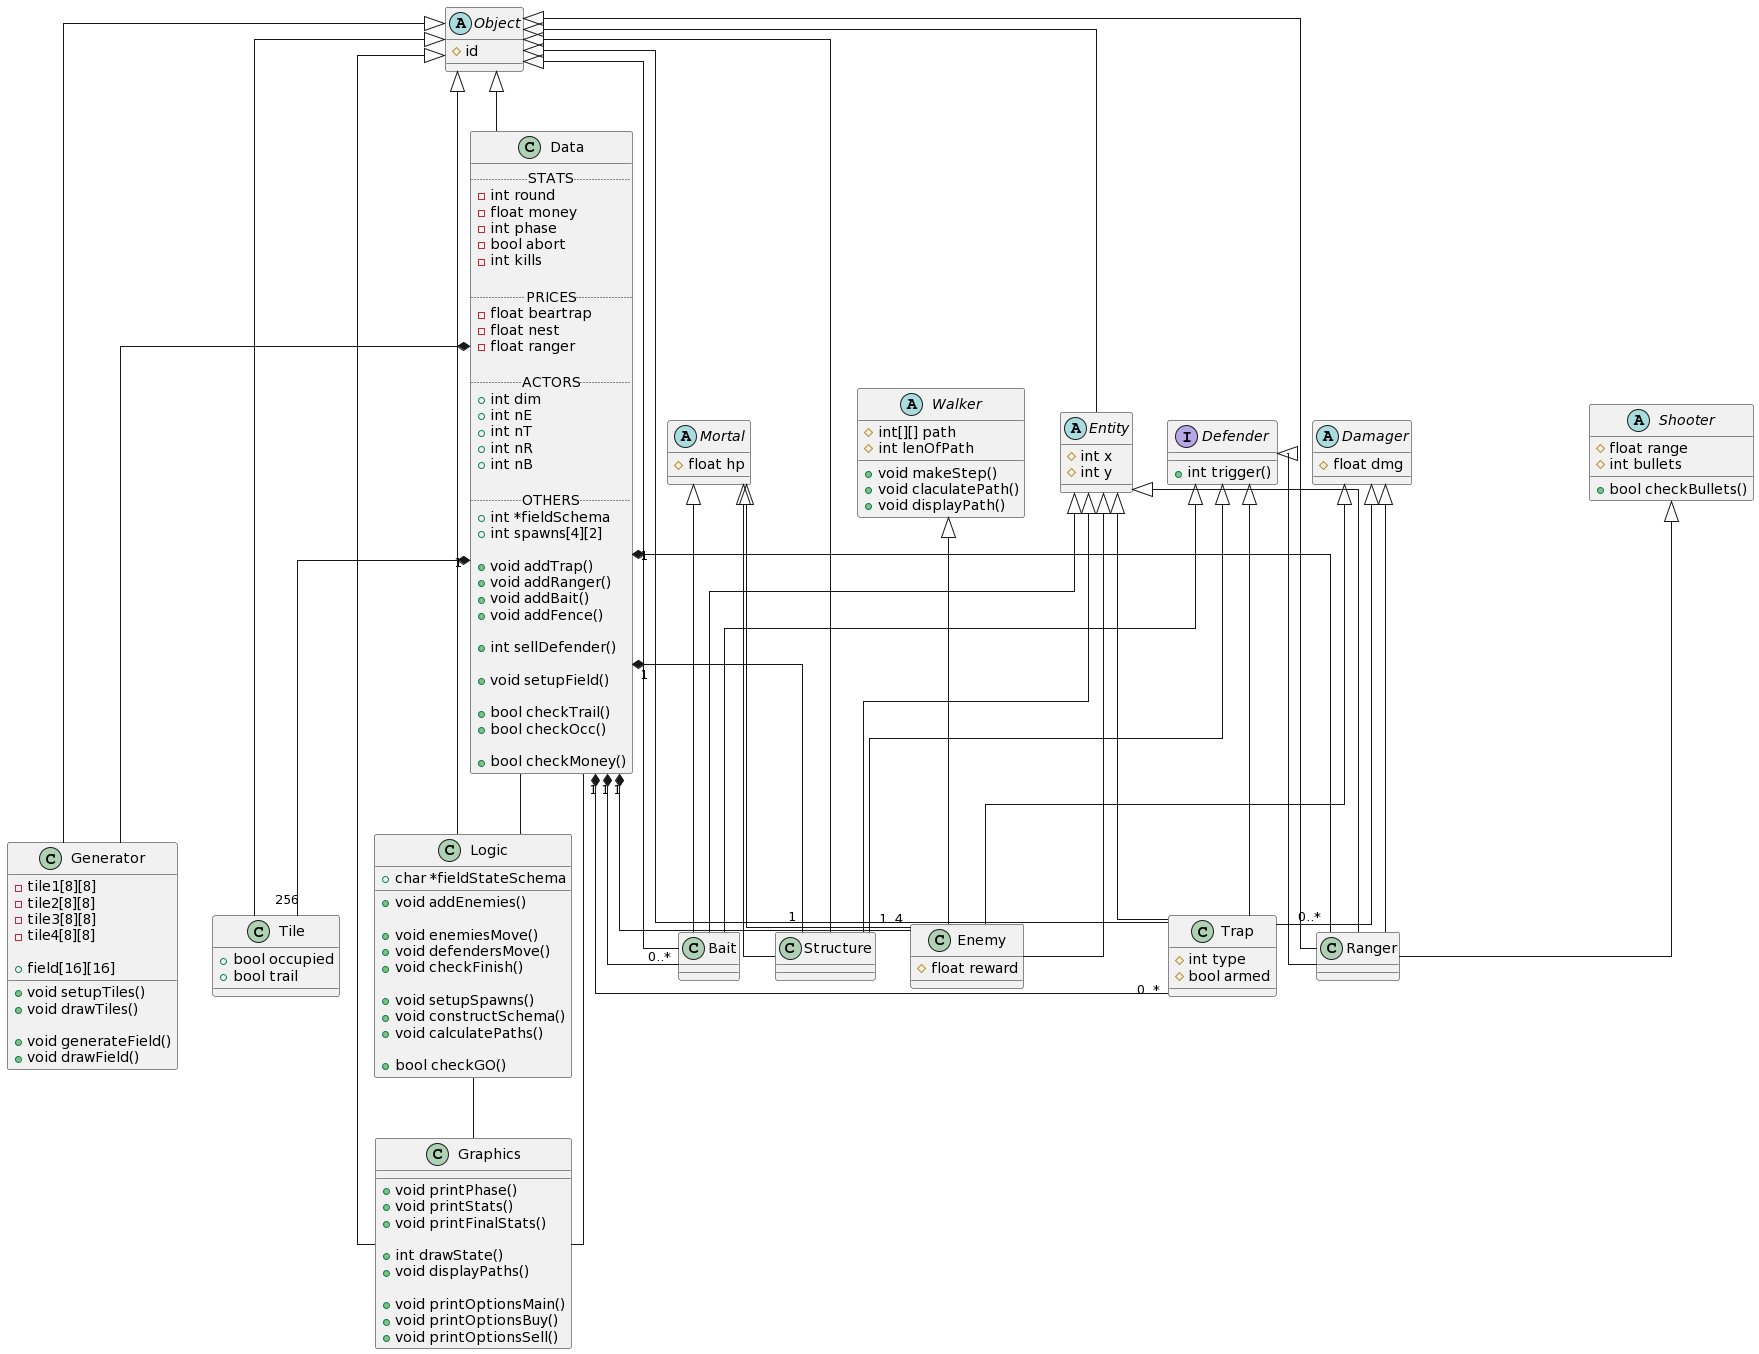 A Object
id
C Data
STATS
int round
float money
int phase
bool abort
int kills
PRICES
float beartrap
float nest
float ranger
ACTORS
int dim
int nE
int nT
int nR
int nB
OTHERS
int *fieldSchema
int spawns[4][2]
void addTrap()
void addRanger()
void addBait()
void addFence()
int sellDefender()
void setupField()
bool checkTrail()
bool checkOcc()
bool checkMoney()
A Mortal
float hp
A Walker
int[][] path
int lenOfPath
void makeStep()
void claculatePath()
void displayPath()
A Entity
int x
int y
I Defender
int trigger()
A Damager
float dmg
A Shooter
float range
int bullets
bool checkBullets()
1
1
1
1
1
1
C Generator
tile1[8][8]
tile2[8][8]
tile3[8][8]
tile4[8][8]
field[16][16]
void setupTiles()
void drawTiles()
void generateField()
void drawField()
256
C Tile
bool occupied
bool trail
C Logic
char *fieldStateSchema
void addEnemies()
void enemiesMove()
void defendersMove()
void checkFinish()
void setupSpawns()
void constructSchema()
void calculatePaths()
bool checkGO()
0..*
C Bait
1
C Structure
1..4
C Enemy
float reward
0..*
C Trap
int type
bool armed
0..*
C Ranger
C Graphics
void printPhase()
void printStats()
void printFinalStats()
int drawState()
void displayPaths()
void printOptionsMain()
void printOptionsBuy()
void printOptionsSell()